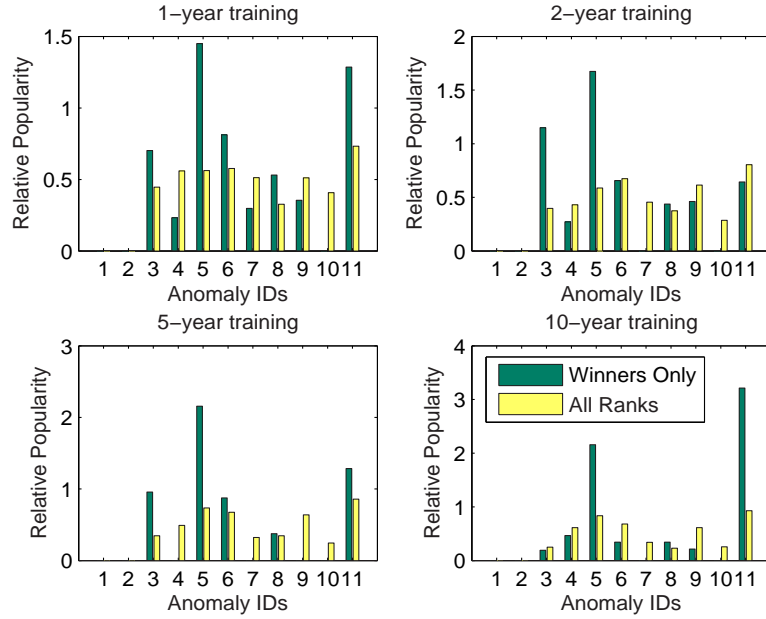 1−year training
1.5
1
0.5
0
Relative Popularity
1 2 3 4 5 6 7 8 9 10 11
Anomaly IDs
2−year training
2
1.5
1
0.5
0
Relative Popularity
1 2 3 4 5 6 7 8 9 10 11
Anomaly IDs
5−year training
3
2
1
0
Relative Popularity
1 2 3 4 5 6 7 8 9 10 11
Anomaly IDs
10−year training
4
3
2
1
0
Relative Popularity
Winners Only
All Ranks
1 2 3 4 5 6 7 8 9 10 11
Anomaly IDs